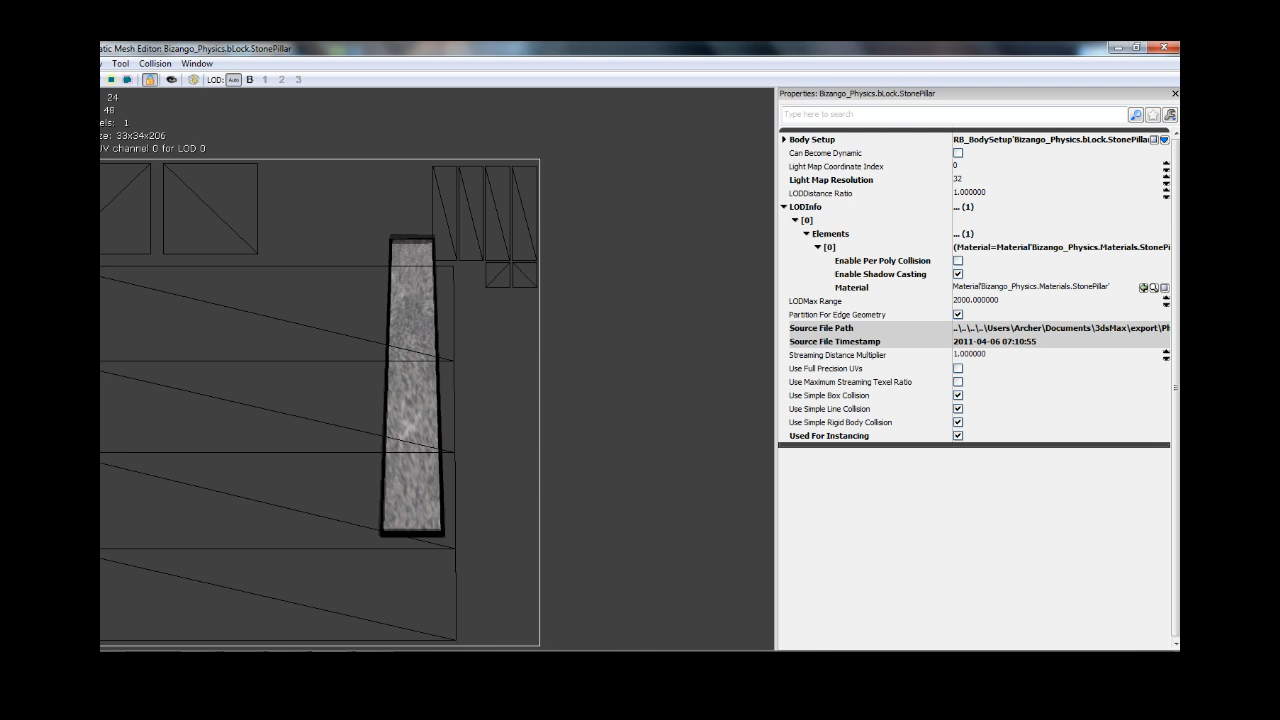 atic Mesh Editor: Bizango_Physics.bLock.StonePillar
Tool Collision Window
LOD: Auto B 1 2 3
24
48
els: 1
ze: 33x34x206
UV channel 0 for LOD 0
Properties: Bizango_Physics.bLock.StonePillar
Type here to search
Body Setup RB_BodySetup'Bizango_Physics.bLock.StonePillar
Can Become Dynamic
Light Map Coordinate Index 0
Light Map Resolution 32
LODDistance Ratio 1.000000
LODInfo ... (1)
[0]
Elements ... (1)
[0] (Material=Material'Bizango_Physics.Materials.StonePi
Enable Per Poly Collision
Enable Shadow Casting
Material Material'Bizango_Physics.Materials.StonePillar'
LODMax Range 2000.000000
Partition For Edge Geometry
Source File Path ..\..\..\..\Users\Archer\Documents\3dsMax\export\Ph
Source File Timestamp 2011-04-06 07:10:55
Streaming Distance Multiplier 1.000000
Use Full Precision UVs
Use Maximum Streaming Texel Ratio
Use Simple Box Collision
Use Simple Line Collision
Use Simple Rigid Body Collision
Used For Instancing